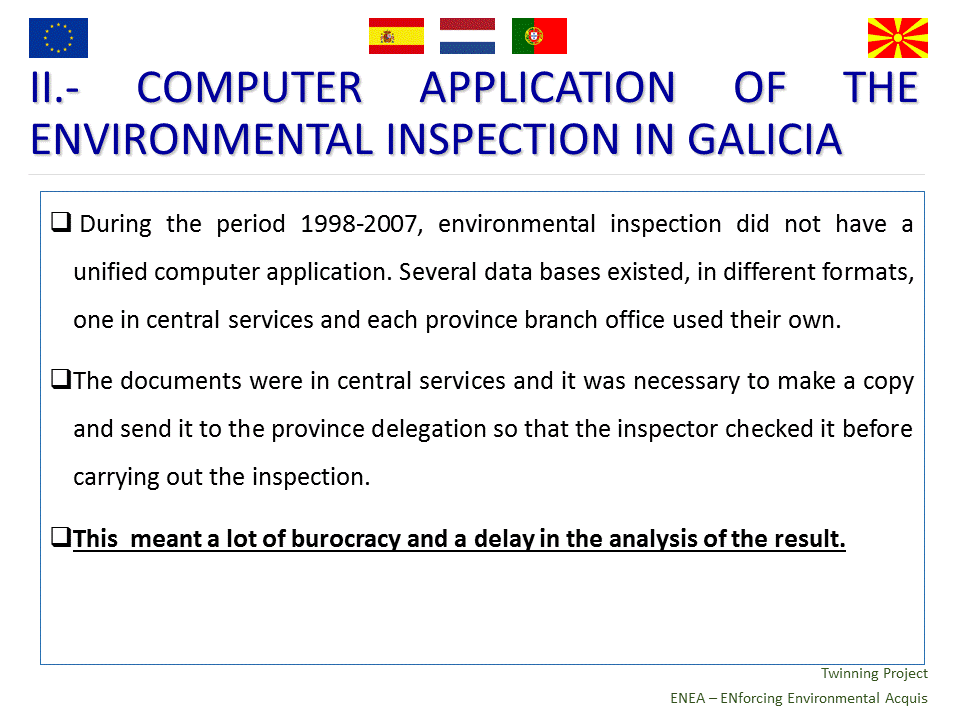 II.- COMPUTER APPLICATION OF THE
ENVIRONMENTAL INSPECTION IN GALICIA
❑ During the period 1998-2007, environmental inspection did not have a
unified computer application. Several data bases existed, in different formats,
one in central services and each province branch office used their own.
❑The documents were in central services and it was necessary to make a copy
and send it to the province delegation so that the inspector checked it before
carrying out the inspection.
❑This meant a lot of burocracy and a delay in the analysis of the result.
Twinning Project
ENEA – ENforcing Environmental Acquis